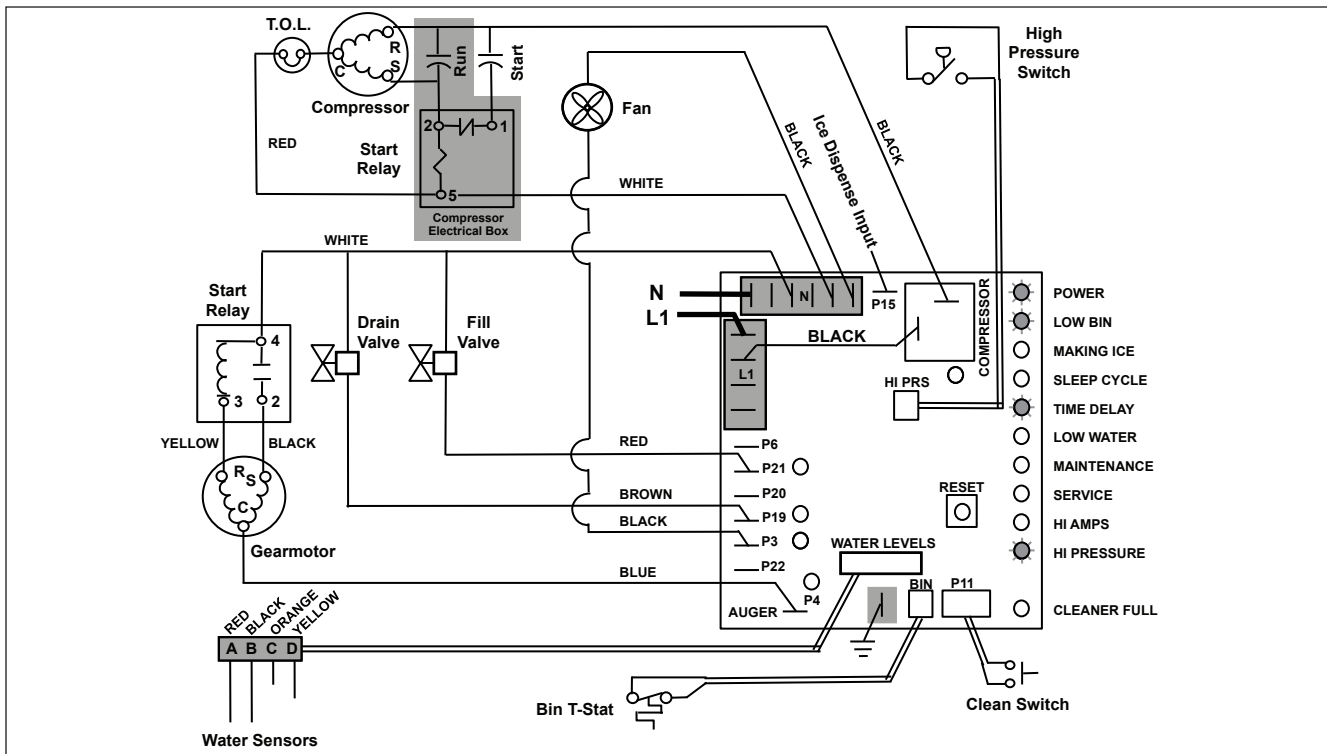 T.O.L.
R
S
C
Compressor
Run
Start
2
1
Start
Relay
5
Compressor
Electrical Box
RED
WHITE
Fan
BLACK
Ice Dispense Input
BLACK
High
Pressure
Switch
WHITE
Start
Relay
4
3
2
YELLOW
BLACK
R
S
C
Gearmotor
Drain
Valve
Fill
Valve
N
L1
N
P15
BLACK
L1
COMPRESSOR
HI PRS
RED
BROWN
BLACK
BLUE
P6
P21
P20
P19
P3
P22
P4
AUGER
WATER LEVELS
RESET
BIN
P11
POWER
LOW BIN
MAKING ICE
SLEEP CYCLE
TIME DELAY
LOW WATER
MAINTENANCE
SERVICE
HI AMPS
HI PRESSURE
CLEANER FULL
RED
BLACK
ORANGE
YELLOW
A B C D
Water Sensors
Bin T-Stat
Clean Switch